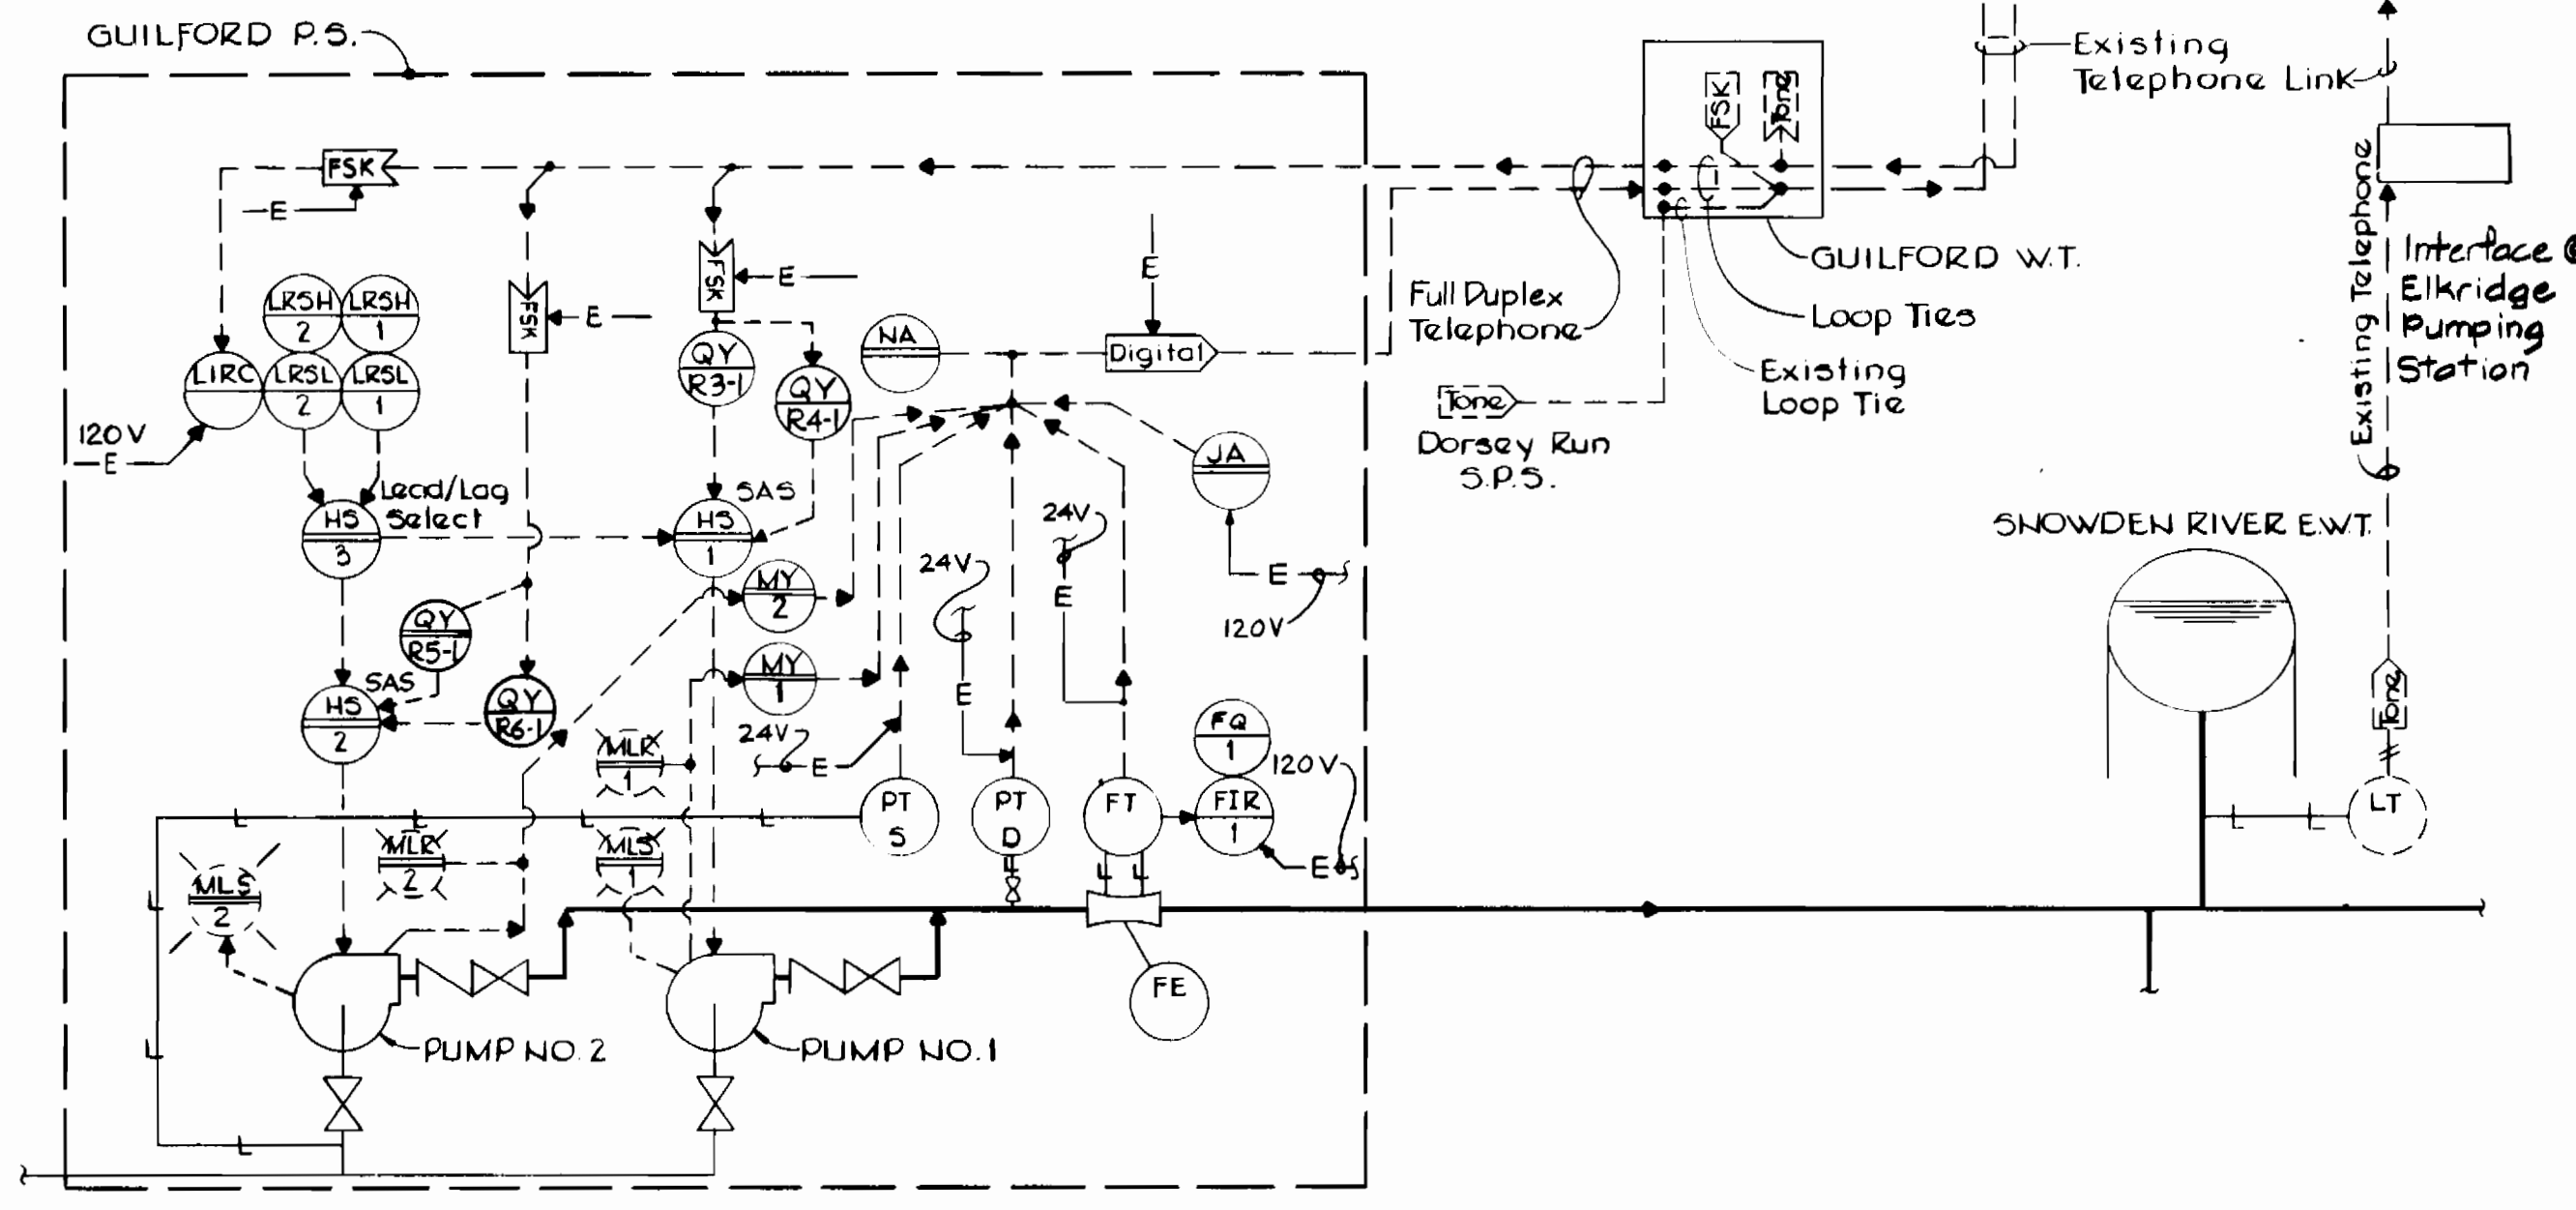 GUILFORD P.S.
Existing
Telephone Link
FSK
Tone
FSK
E
FSK
E
FSK
E
E
Digital
GUILFORD W.T.
Loop Ties
Existing
Loop Tie
Full Duplex
Telephone
Tone
Dorsey Run
S.P.S.
Existing Telephone
Interface @
Elkridge
Pumping
Station
LRSH
2
LRSH
1
LIRC
LRSL
2
LRSL
1
120V
E
QY
R3-1
QY
R4-1
NA
JA
E
120V
Lead/Lag
Select
HS
3
SAS
HS
1
24V
E
24V
E
MY
2
MY
1
QY
R5-1
SAS
HS
2
QY
R6-1
24V
E
MLR
1
MLR
2
MLS
1
MLS
2
PT
S
PT
D
FT
FQ
1
FIR
1
120V
E
L
L
L
L
L
L
L
L
L
L
FE
PUMP NO. 2
PUMP NO. 1
SNOWDEN RIVER E.W.T.
Tone
LT
L
L